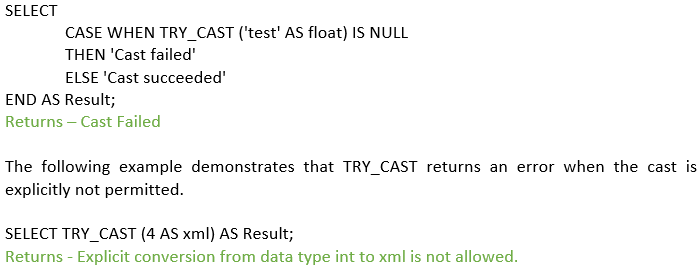 SELECT
CASE WHEN TRY_CAST ('test' AS float) IS NULL
THEN 'Cast failed'
ELSE 'Cast succeeded'
END AS Result;
Returns – Cast Failed
The following example demonstrates that TRY_CAST returns an error when the cast is
explicitly not permitted.
SELECT TRY_CAST (4 AS xml) AS Result;
Returns - Explicit conversion from data type int to xml is not allowed.